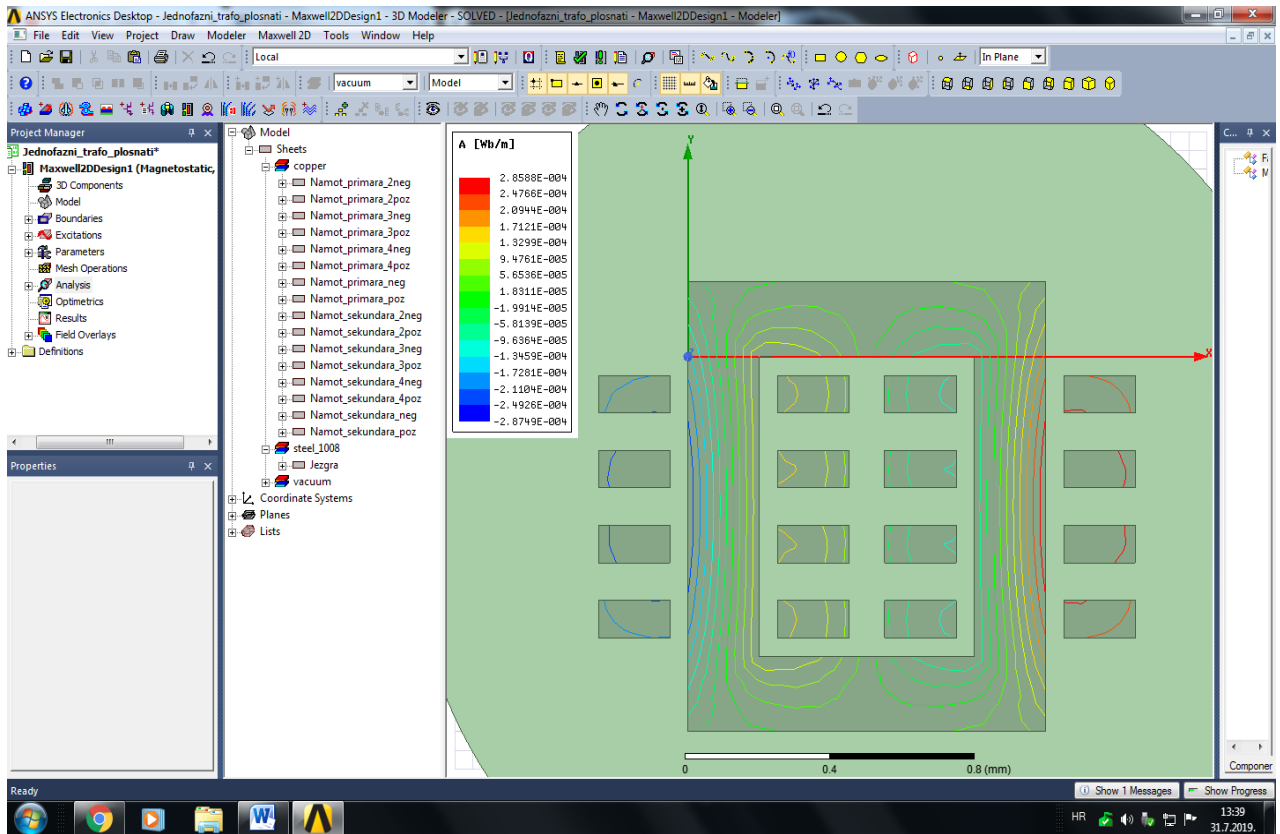 ANSYS Electronics Desktop - Jednofazni_trafo_plosnati - Maxwell2DDesign1 - 3D Modeler - SOLVED - [Jednofazni_trafo_plosnati - Maxwell2DDesign1 - Modeler]
File Edit View Project Draw Modeler Maxwell 2D Tools Window Help
Local
In Plane
vacuum
Model
Project Manager
Jednofazni_trafo_plosnati*
Maxwell2DDesign1 (Magnetostatic,
3D Components
Model
Boundaries
Excitations
Parameters
Mesh Operations
Analysis
Optimetrics
Results
Field Overlays
Definitions
Properties
Model
Sheets
copper
Namot_primara_2neg
Namot_primara_2poz
Namot_primara_3neg
Namot_primara_3poz
Namot_primara_4neg
Namot_primara_4poz
Namot_primara_neg
Namot_primara_poz
Namot_sekundara_2neg
Namot_sekundara_2poz
Namot_sekundara_3neg
Namot_sekundara_3poz
Namot_sekundara_4neg
Namot_sekundara_4poz
Namot_sekundara_neg
Namot_sekundara_poz
steel_1008
Jezgra
vacuum
Coordinate Systems
Planes
Lists
A [Wb/m]
2.8588E-004
2.4766E-004
2.0944E-004
1.7121E-004
1.3299E-004
9.4761E-005
5.6536E-005
1.8311E-005
-1.9914E-005
-5.8139E-005
-9.6364E-005
-1.3459E-004
-1.7281E-004
-2.1104E-004
-2.4926E-004
-2.8749E-004
Y
X
0 0.4 0.8 (mm)
C...
Componer
Ready
Show 1 Messages
Show Progress
HR
13:39
31.7.2019.